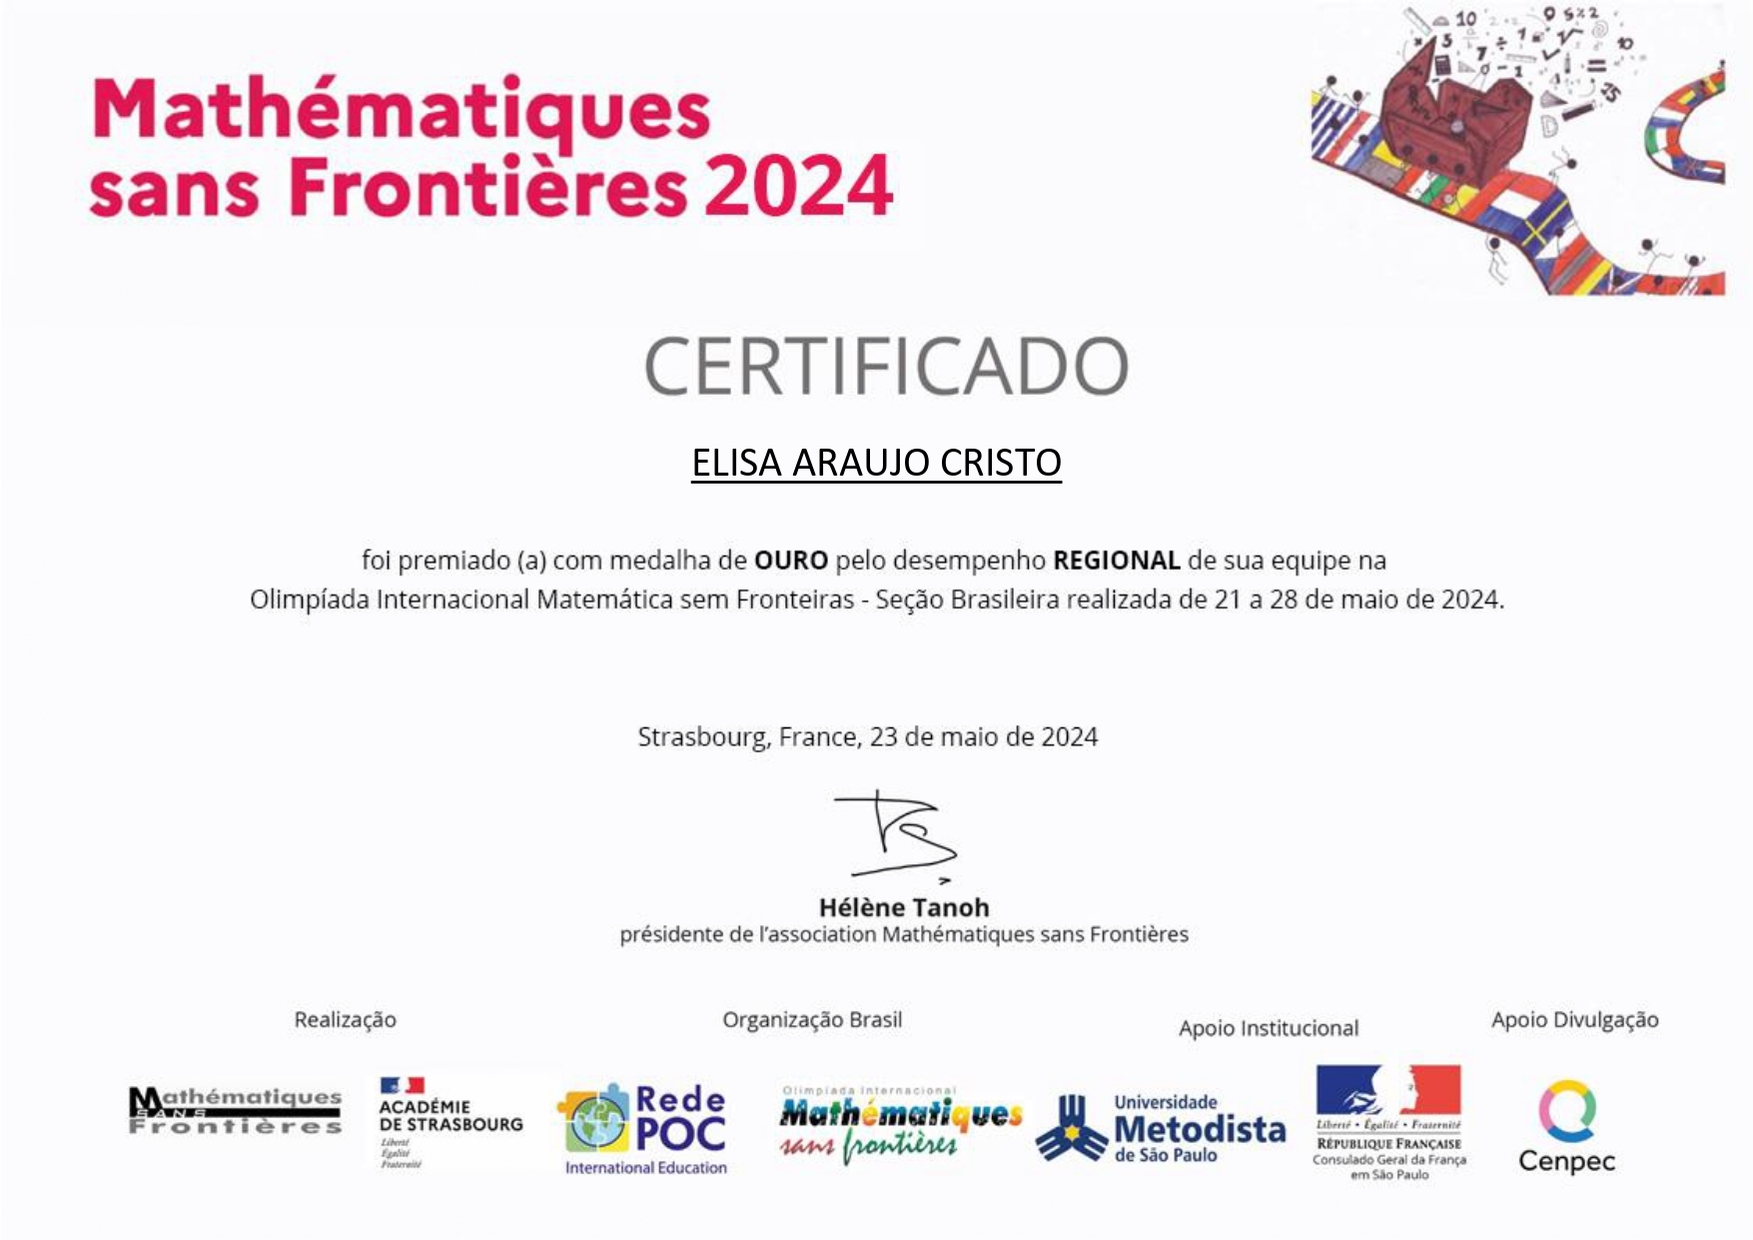 Mathématiques
sans Frontières 2024
CERTIFICADO
ELISA ARAUJO CRISTO
foi premiado (a) com medalha de OURO pelo desempenho REGIONAL de sua equipe na
Olimpíada Internacional Matemática sem Fronteiras - Seção Brasileira realizada de 21 a 28 de maio de 2024.
Strasbourg, France, 23 de maio de 2024
Hélène Tanoh
présidente de l'association Mathématiques sans Frontières
Realização
Organização Brasil
Apoio Institucional
Apoio Divulgação
Mathématiques
SANS
Frontières
ACADÉMIE
DE STRASBOURG
Liberté
Égalité
Fraternité
Rede
POC
International Education
Olimpíada Internacional
Mathématiques
sans frontières
Universidade
Metodista
de São Paulo
Liberté • Égalité • Fraternité
RÉPUBLIQUE FRANÇAISE
Consulado Geral da França
em São Paulo
Cenpec